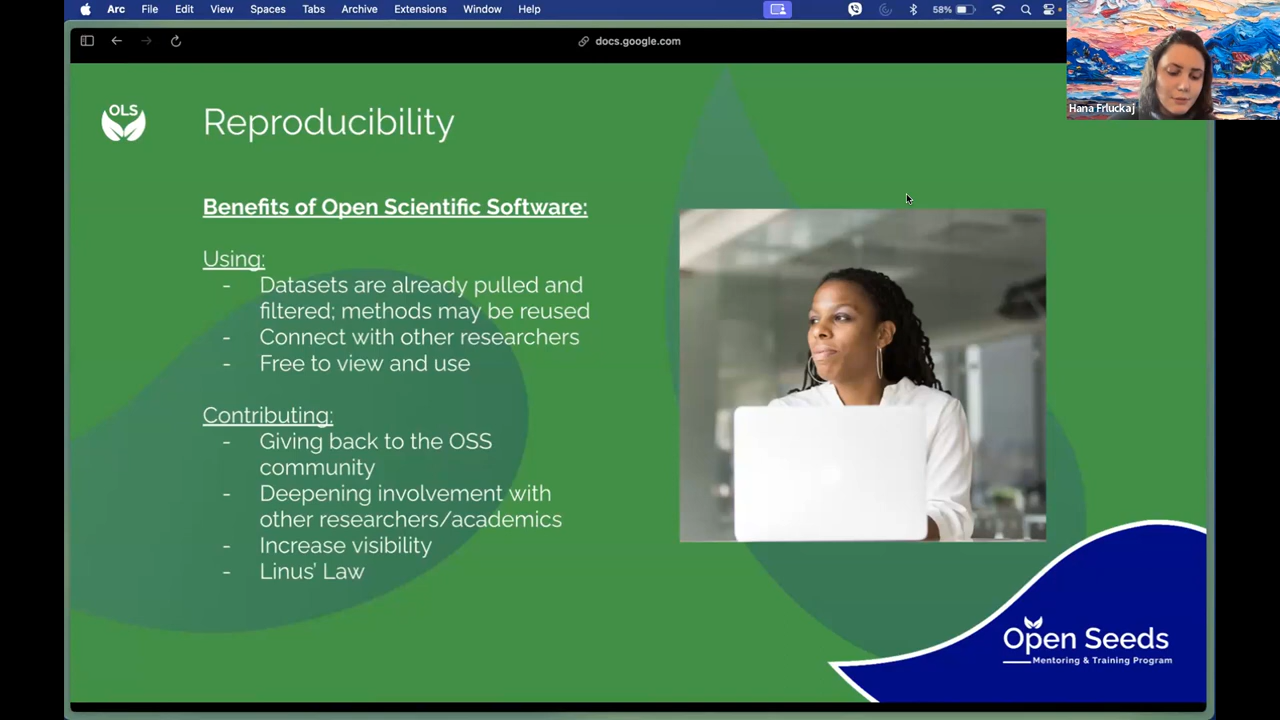 Arc File Edit View Spaces Tabs Archive Extensions Window Help 58%
docs.google.com
Hana Frluckaj
OLS
Reproducibility
Benefits of Open Scientific Software:
Using:
- Datasets are already pulled and
filtered; methods may be reused
- Connect with other researchers
- Free to view and use
Contributing:
- Giving back to the OSS
community
- Deepening involvement with
other researchers/academics
- Increase visibility
- Linus’ Law
Open Seeds
Mentoring & Training Program